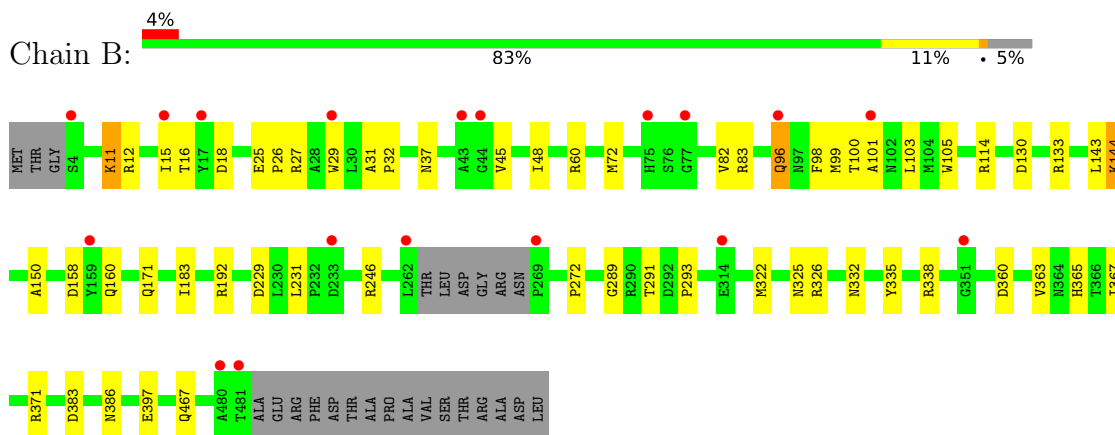 4%
Chain B:
83% 11% • 5%
MET THR GLY S4 K11 R12 I15 T16 Y17 D18 E25 P26 R27 A28 W29 L30 A31 P32 N37 A43 G44 V45 I48 R60 M72 H75 S76 G77 V82 R83 Q96 N97 F98 M99 T100 A101 N102 L103 M104 W105 R114 D130 R133 L143 K144
A150 D158 Y159 Q160 Q171 I183 R192 D229 L230 L231 P232 D233 R246 L262 THR LEU ASP GLY ARG ASN P269 P272 G289 R290 T291 D292 P293 E314 M322 N325 R326 N332 Y335 R338 G351 D360 V363 N364 H365 T366 I367
R371 D383 N386 E397 Q467 A480 T481 ALA GLU ARG PHE ASP THR ALA PRO ALA VAL SER THR ARG ALA ASP LEU